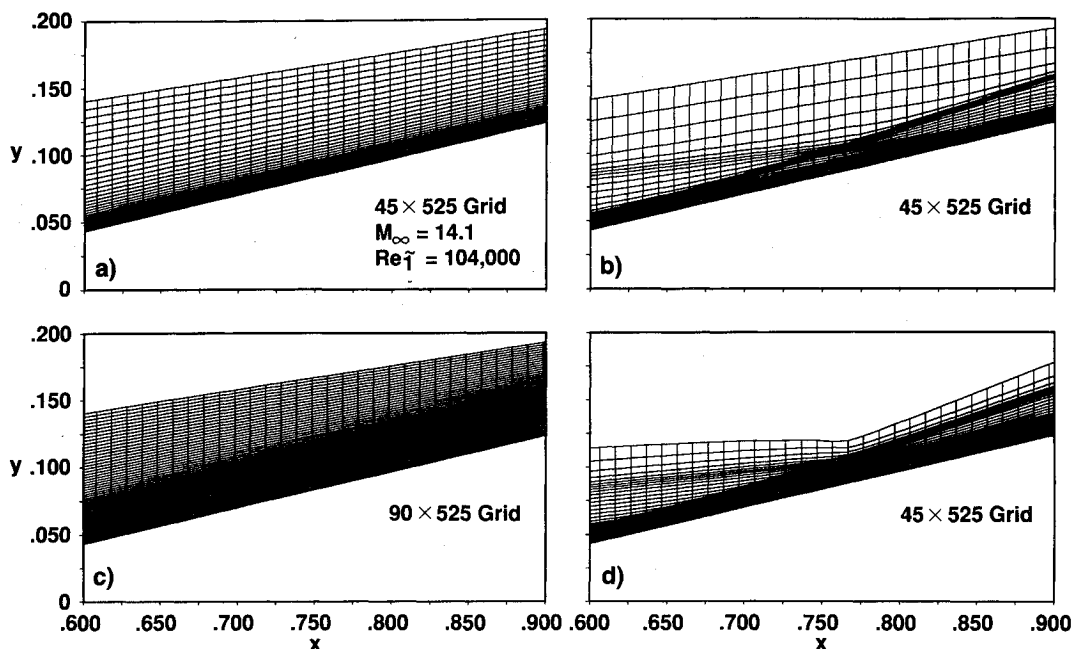 .200
.150
y
.100
.050
0
45 × 525 Grid
M∞ = 14.1
Re1̃ = 104,000
a)
45 × 525 Grid
b)
.200
.150
y
.100
.050
0
90 × 525 Grid
c)
45 × 525 Grid
d)
.600 .650 .700 .750 .800 .850 .900
x
.600 .650 .700 .750 .800 .850 .900
x